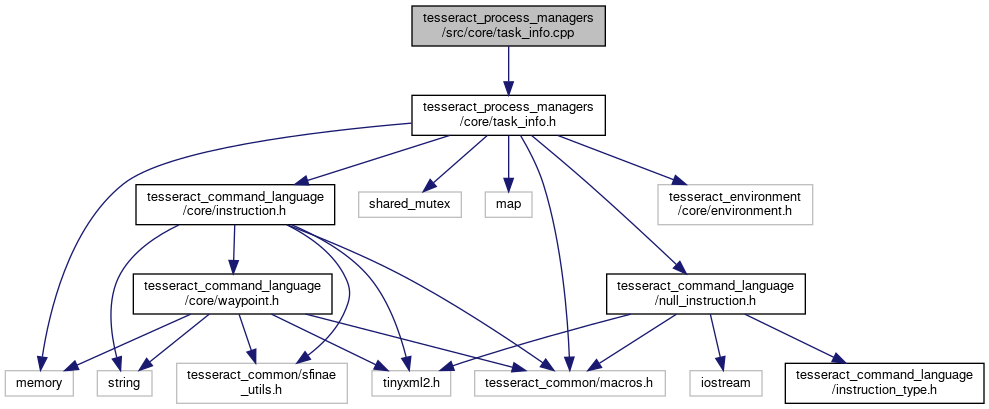 tesseract_process_managers
/src/core/task_info.cpp
tesseract_process_managers
/core/task_info.h
tesseract_command_language
/core/instruction.h
shared_mutex
map
tesseract_environment
/core/environment.h
tesseract_command_language
/core/waypoint.h
tesseract_command_language
/null_instruction.h
memory
string
tesseract_common/sfinae
_utils.h
tinyxml2.h
tesseract_common/macros.h
iostream
tesseract_command_language
/instruction_type.h